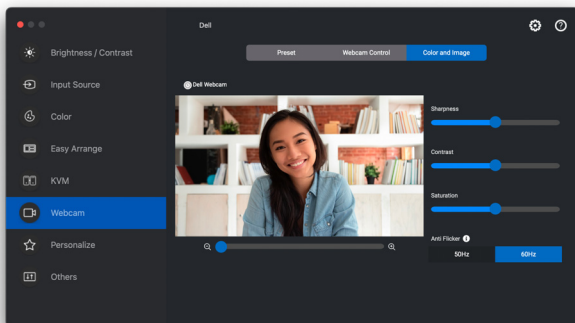 Dell
Brightness / Contrast
Input Source
Color
Easy Arrange
KVM
Webcam
Personalize
Others
Preset
Webcam Control
Color and Image
Dell Webcam
Sharpness
Contrast
Saturation
Anti Flicker
50Hz
60Hz